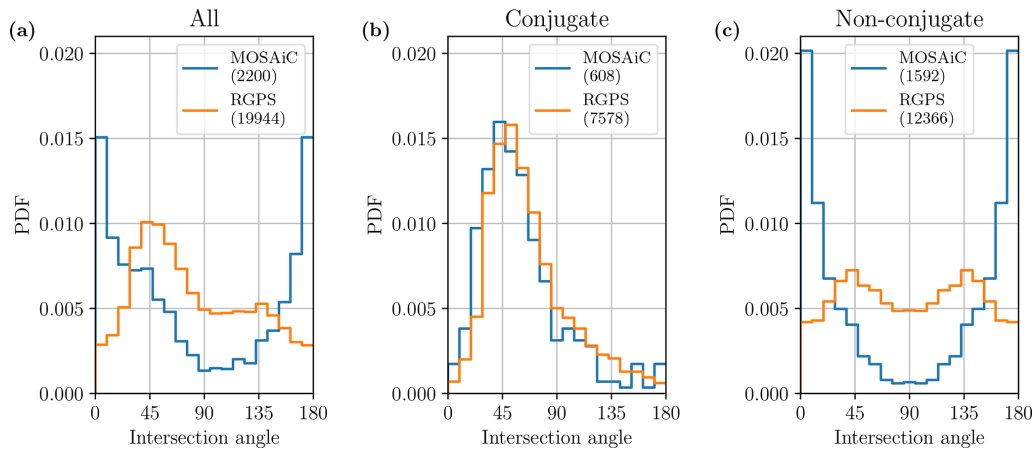 (a)
All
PDF
0.020
0.015
0.010
0.005
0.000
MOSAiC
(2200)
RGPS
(19944)
0
45
90
135
180
Intersection angle
(b)
Conjugate
PDF
0.020
0.015
0.010
0.005
0.000
MOSAiC
(608)
RGPS
(7578)
0
45
90
135
180
Intersection angle
(c)
Non-conjugate
PDF
0.020
0.015
0.010
0.005
0.000
MOSAiC
(1592)
RGPS
(12366)
0
45
90
135
180
Intersection angle